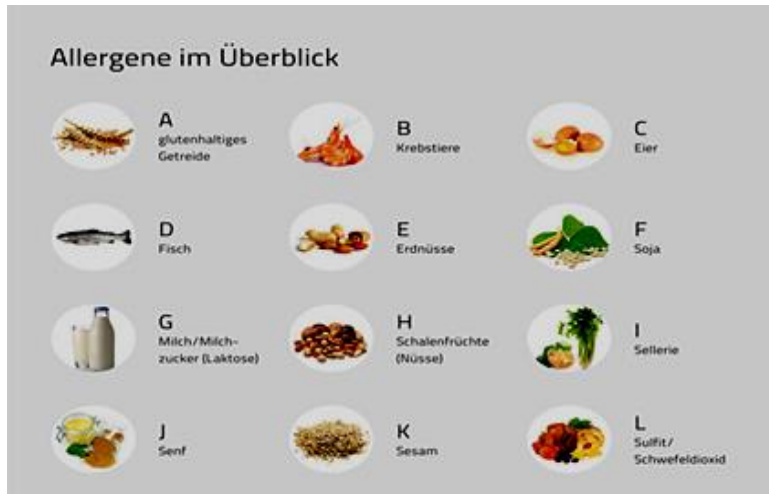 Allergene im Überblick
A
glutenhaltiges
Getreide
B
Krebstiere
C
Eier
D
Fisch
E
Erdnüsse
F
Soja
G
Milch/Milch-
zucker (Laktose)
H
Schalenfrüchte
(Nüsse)
I
Sellerie
J
Senf
K
Sesam
L
Sulfit/
Schwefeldioxid